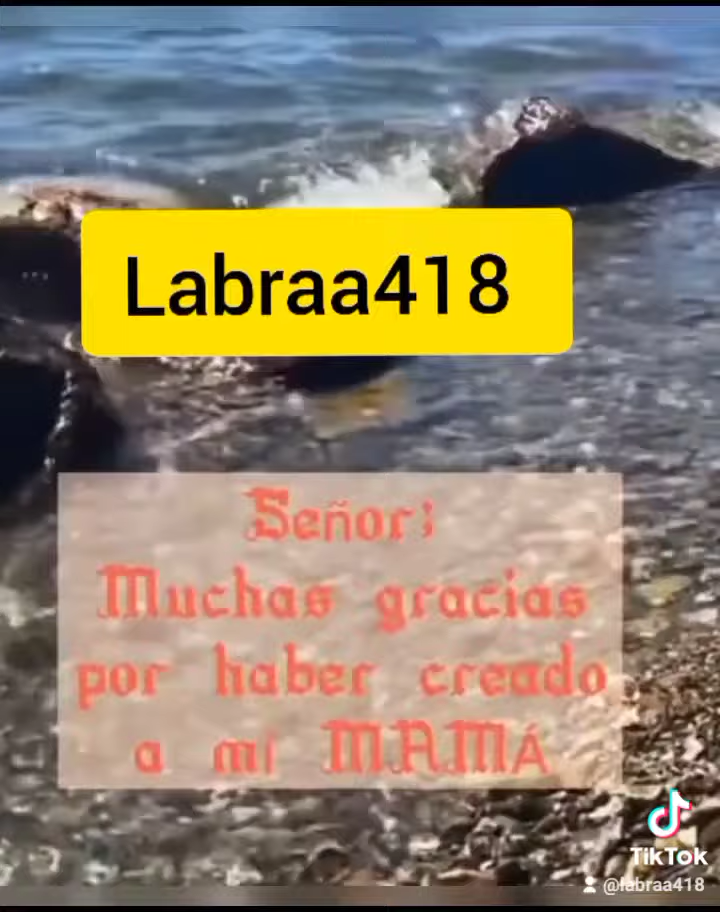 Labraa418
Señor:
Muchas gracias
por haber creado
a mi MAMÁ
TikTok
@labraa418